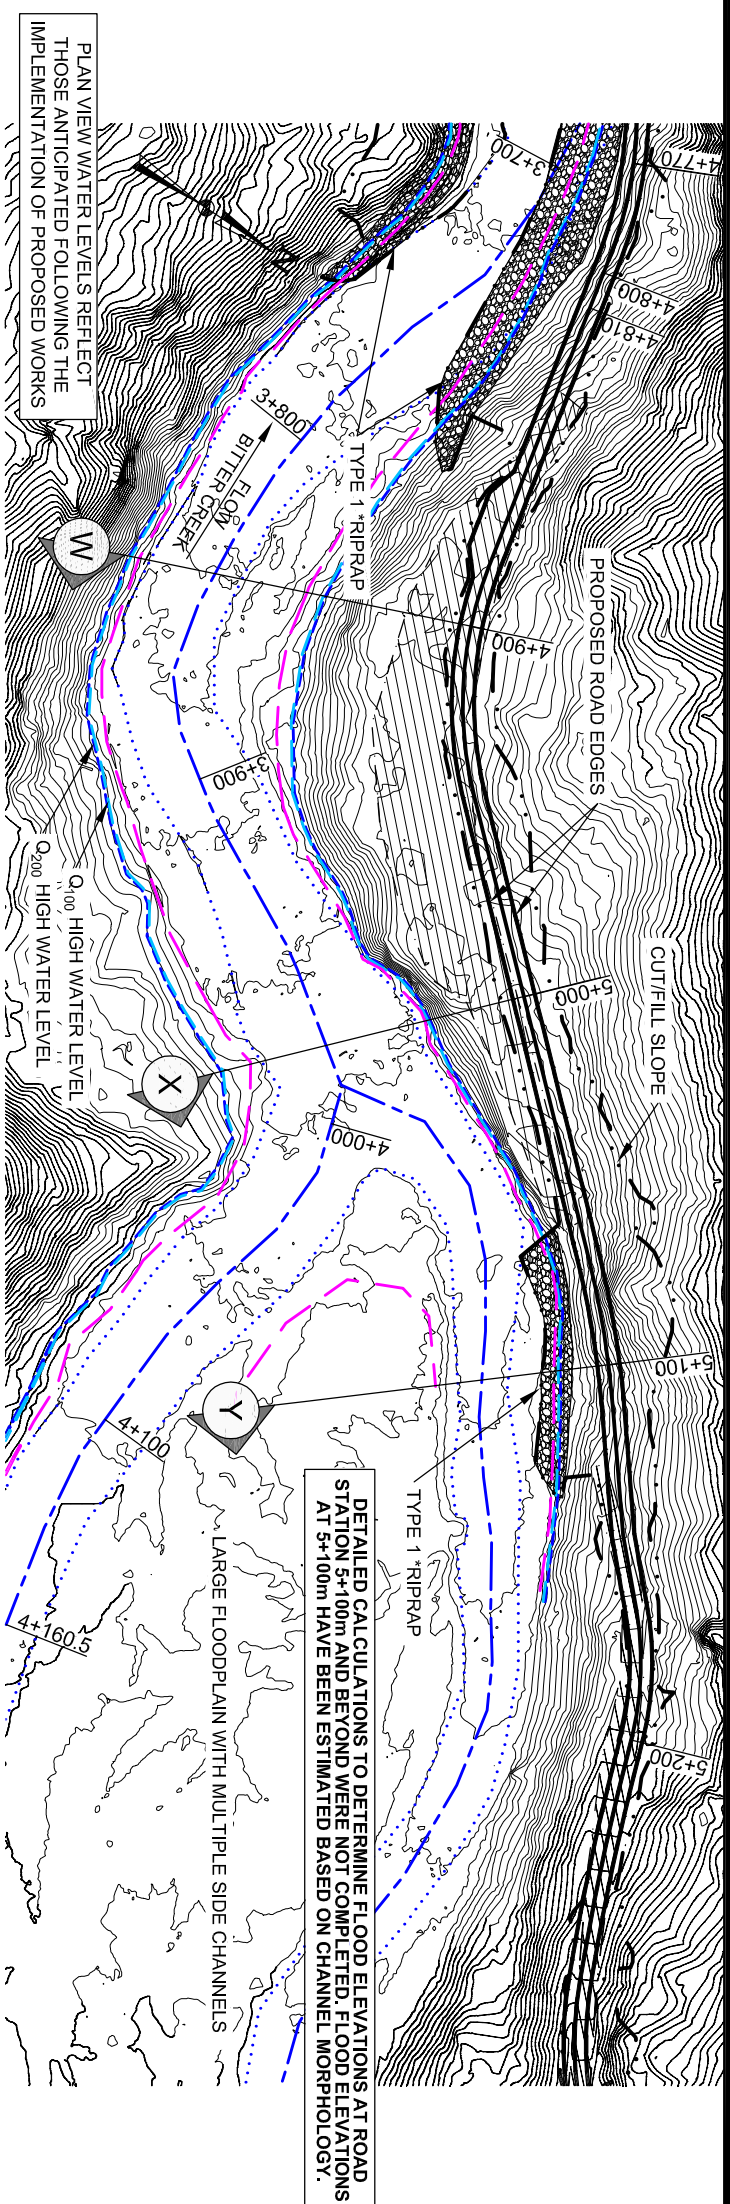 PLAN VIEW WATER LEVELS REFLECT
THOSE ANTICIPATED FOLLOWING THE
IMPLEMENTATION OF PROPOSED WORKS
N
3+700
4+770
4+800
4+810
3+800
FLOW
BITTER CREEK
TYPE 1 *RIPRAP
W
4+900
PROPOSED ROAD EDGES
3+900
Q200 HIGH WATER LEVEL
Q100 HIGH WATER LEVEL
X
5+000
CUT/FILL SLOPE
4+000
Y
5+100
4+100
TYPE 1 *RIPRAP
4+160.5
LARGE FLOODPLAIN WITH MULTIPLE SIDE CHANNELS
5+200
DETAILED CALCULATIONS TO DETERMINE FLOOD ELEVATIONS AT ROAD
STATION 5+100m AND BEYOND WERE NOT COMPLETED. FLOOD ELEVATIONS
AT 5+100m HAVE BEEN ESTIMATED BASED ON CHANNEL MORPHOLOGY.